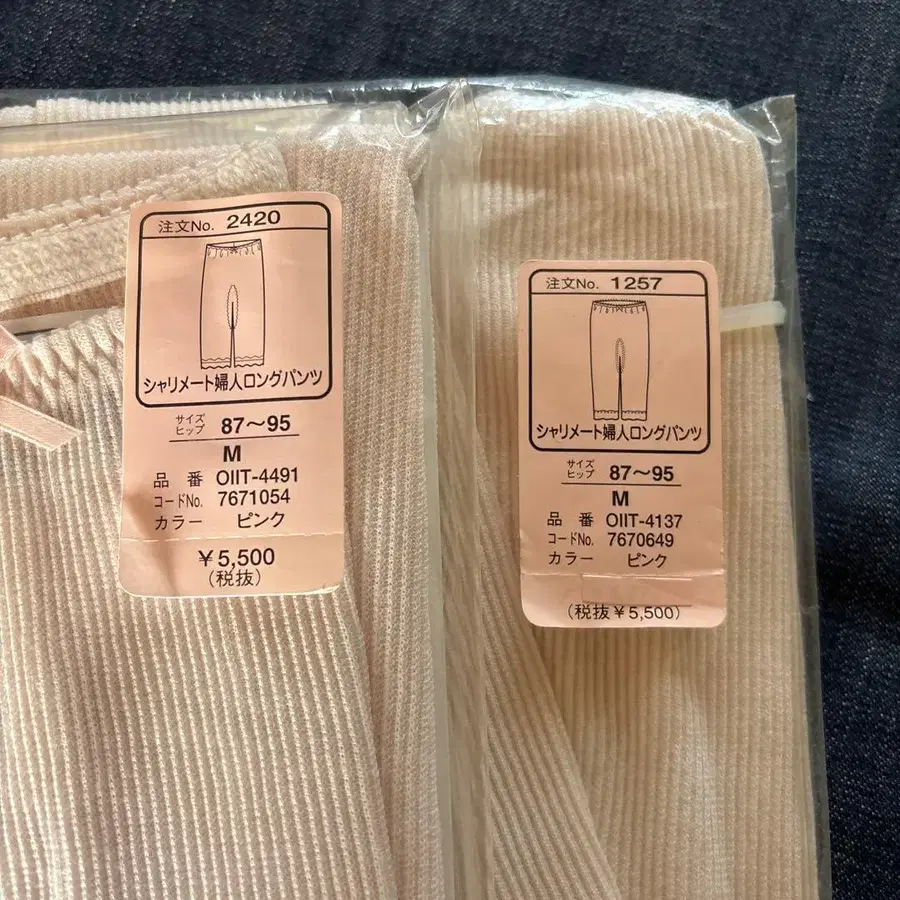 注文No. 2420
シャリメート婦人ロングパンツ
サイズ
ヒップ 87〜95
M
品 番 OIIT-4491
コードNo. 7671054
カラー ピンク
￥5,500
(税抜)
注文No. 1257
シャリメート婦人ロングパンツ
サイズ
ヒップ 87〜95
M
品 番 OIIT-4137
コードNo. 7670649
カラー ピンク
(税抜￥5,500)